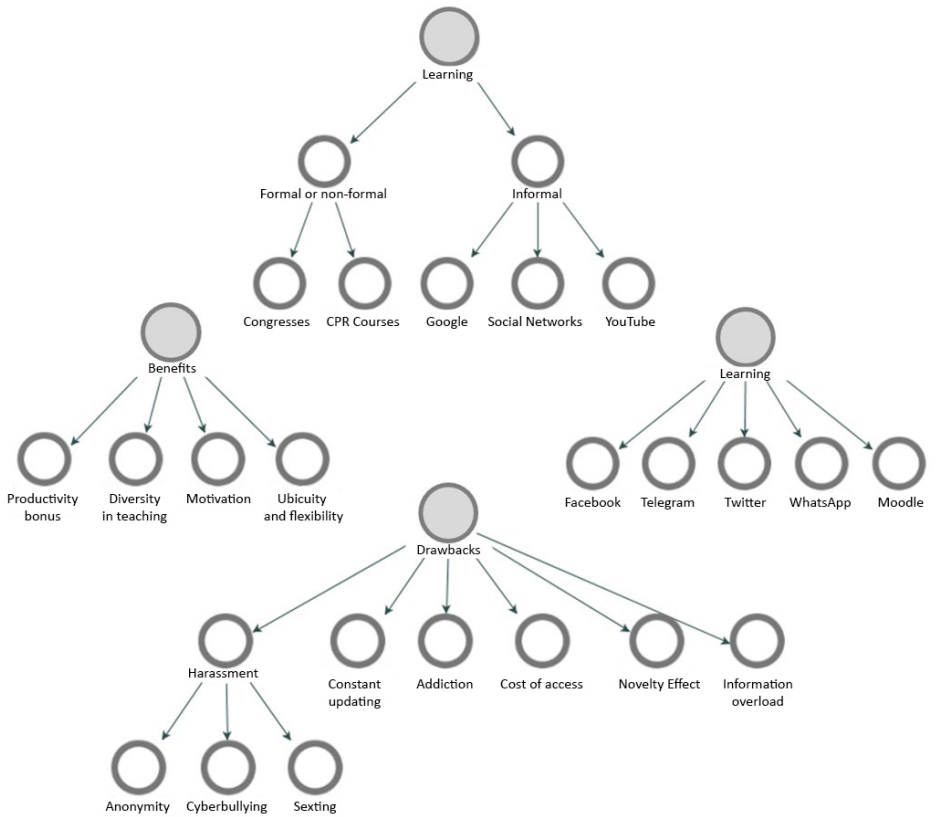 Learning
Formal or non-formal
Informal
Congresses
CPR Courses
Google
Social Networks
YouTube
Benefits
Productivity
bonus
Diversity
in teaching
Motivation
Ubicuity
and flexibility
Learning
Facebook
Telegram
Twitter
WhatsApp
Moodle
Drawbacks
Harassment
Constant
updating
Addiction
Cost of access
Novelty Effect
Information
overload
Anonymity
Cyberbullying
Sexting